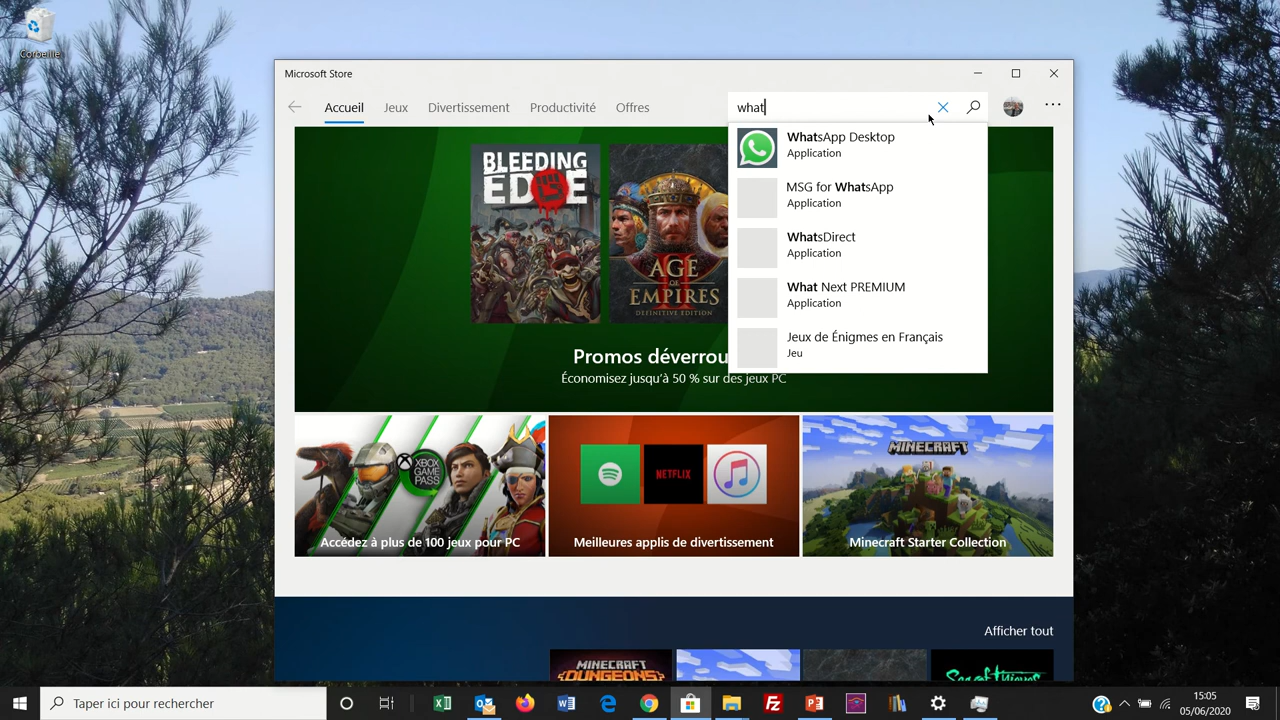 Corbeille
Microsoft Store
Accueil
Jeux
Divertissement
Productivité
Offres
what
WhatsApp Desktop
Application
MSG for WhatsApp
Application
WhatsDirect
Application
What Next PREMIUM
Application
Jeux de Énigmes en Français
Jeu
BLEEDING
EDGE
AGE
OF
EMPIRES
II
DEFINITIVE EDITION
Promos déverrou
Économisez jusqu'à 50 % sur des jeux PC
XBOX
GAME
PASS
Accédez à plus de 100 jeux pour PC
NETFLIX
Meilleures applis de divertissement
MINECRAFT
Minecraft Starter Collection
Afficher tout
MINECRAFT
DUNGEONS
Sea of Thieves
Taper ici pour rechercher
15:05
05/06/2020